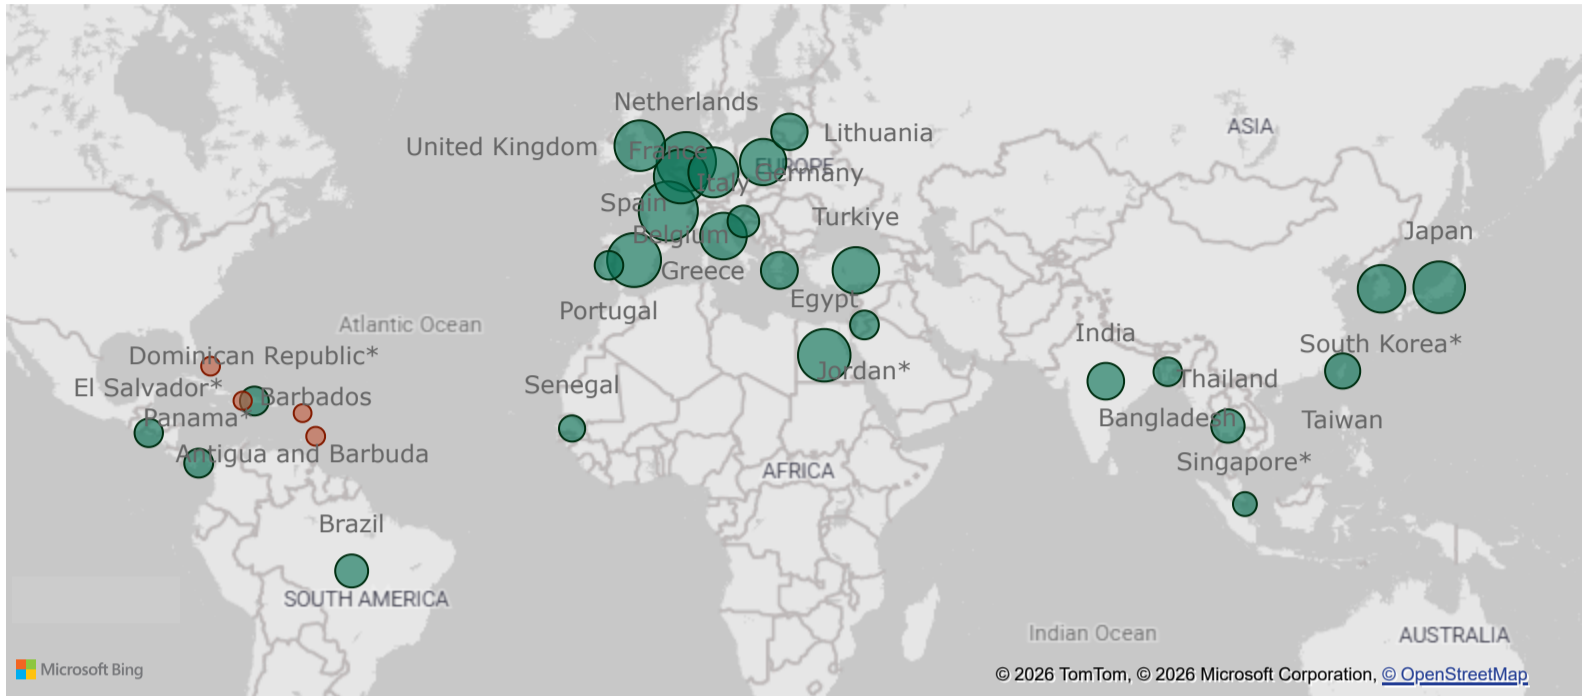 Netherlands
United Kingdom
Lithuania
ASIA
France
EUROPE
Germany
Italy
Spain
Turkiye
Belgium
Japan
Greece
Egypt
Portugal
Atlantic Ocean
India
South Korea*
Dominican Republic*
Jordan*
Thailand
El Salvador*
Barbados
Senegal
Panama*
Bangladesh
Taiwan
Antigua and Barbuda
Singapore*
AFRICA
Brazil
SOUTH AMERICA
Indian Ocean
AUSTRALIA
Microsoft Bing
© 2026 TomTom, © 2026 Microsoft Corporation, © OpenStreetMap